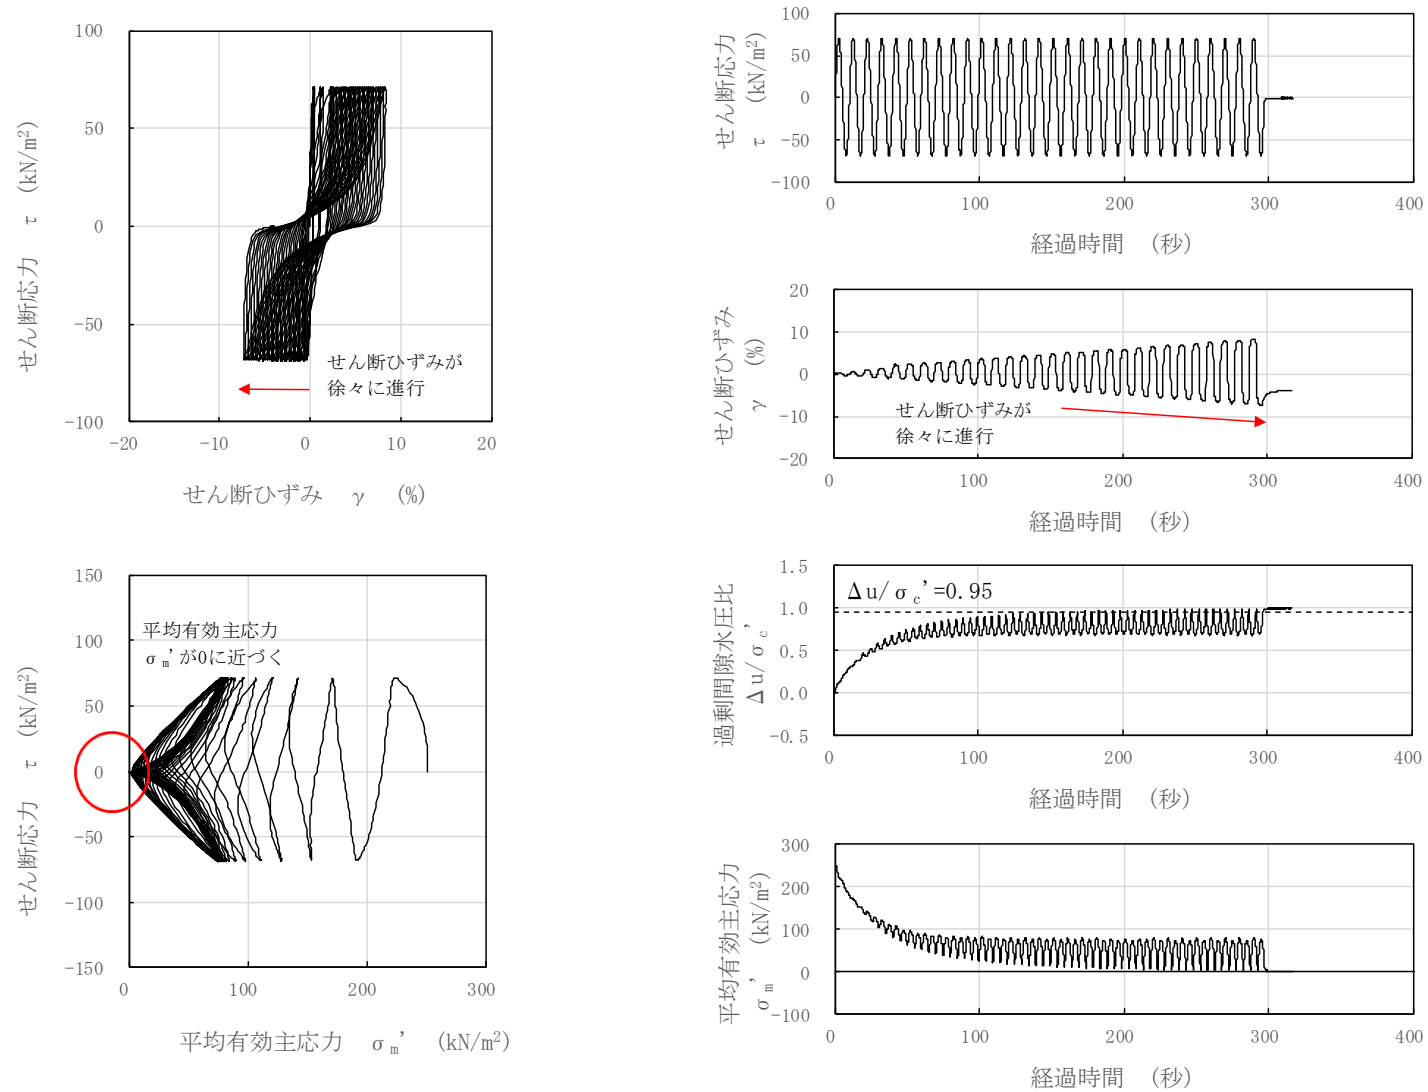 100
50
0
-50
-100
-20
-10
0
10
20
せん断応力 τ (kN/m²)
せん断ひずみ γ (%)
せん断ひずみが
徐々に進行
150
100
50
0
-50
-100
-150
0
100
200
300
せん断応力 τ (kN/m²)
平均有効主応力 σm' (kN/m²)
平均有効主応力
σm'が0に近づく
100
50
0
-50
-100
0
100
200
300
400
せん断応力
τ (kN/m²)
経過時間 (秒)
20
10
0
-10
-20
0
100
200
300
400
せん断ひずみ
γ (%)
経過時間 (秒)
せん断ひずみが
徐々に進行
1.5
1.0
0.5
0.0
-0.5
0
100
200
300
400
過剰間隙水圧比
Δu/σc'
経過時間 (秒)
Δu/σc'=0.95
300
200
100
0
-100
0
100
200
300
400
平均有効主応力
σm' (kN/m²)
経過時間 (秒)